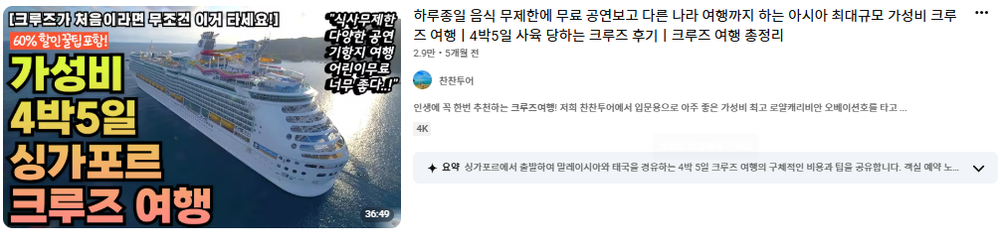 [크루즈가 처음이라면 무조건 이거 타세요!]
60%할인꿀팁포함!
가성비
4박5일
싱가포르
크루즈 여행
"식사무제한
다양한 공연
기항지 여행
어린이무료
너무 좋다..!"
36:49
하루종일 음식 무제한에 무료 공연보고 다른 나라 여행까지 하는 아시아 최대규모 가성비 크루
즈 여행ㅣ4박5일 사육 당하는 크루즈 후기ㅣ크루즈 여행 총정리
2.9만 • 5개월 전
찬찬투어
인생에 꼭 한번 추천하는 크루즈여행! 저희 찬찬투어에서 입문용으로 아주 좋은 가성비 최고 로얄캐리비안 오베이션호를 타고 ...
4K
요약 싱가포르에서 출발하여 말레이시아와 태국을 경유하는 4박 5일 크루즈 여행의 구체적인 비용과 팁을 공유합니다. 객실 예약 노...